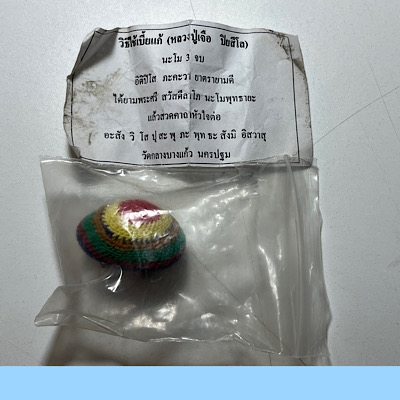 วิธีใช้เบี้ยแก้ (หลวงปู่เจือ ปิยสีโล)
นะโม 3 จบ
อิติปิโส ภะคะวา ยาตรายามดี
ได้ยามพระศรี สวัสดีลาโภ นะโมพุทธายะ
แล้วสวดคาถาหัวใจต่อ
อะสัง วิ โส ปุ สะ พุ ภะ พุท ธะ สังมิ อิสวาสุ
วัดกลางบางแก้ว นครปฐม